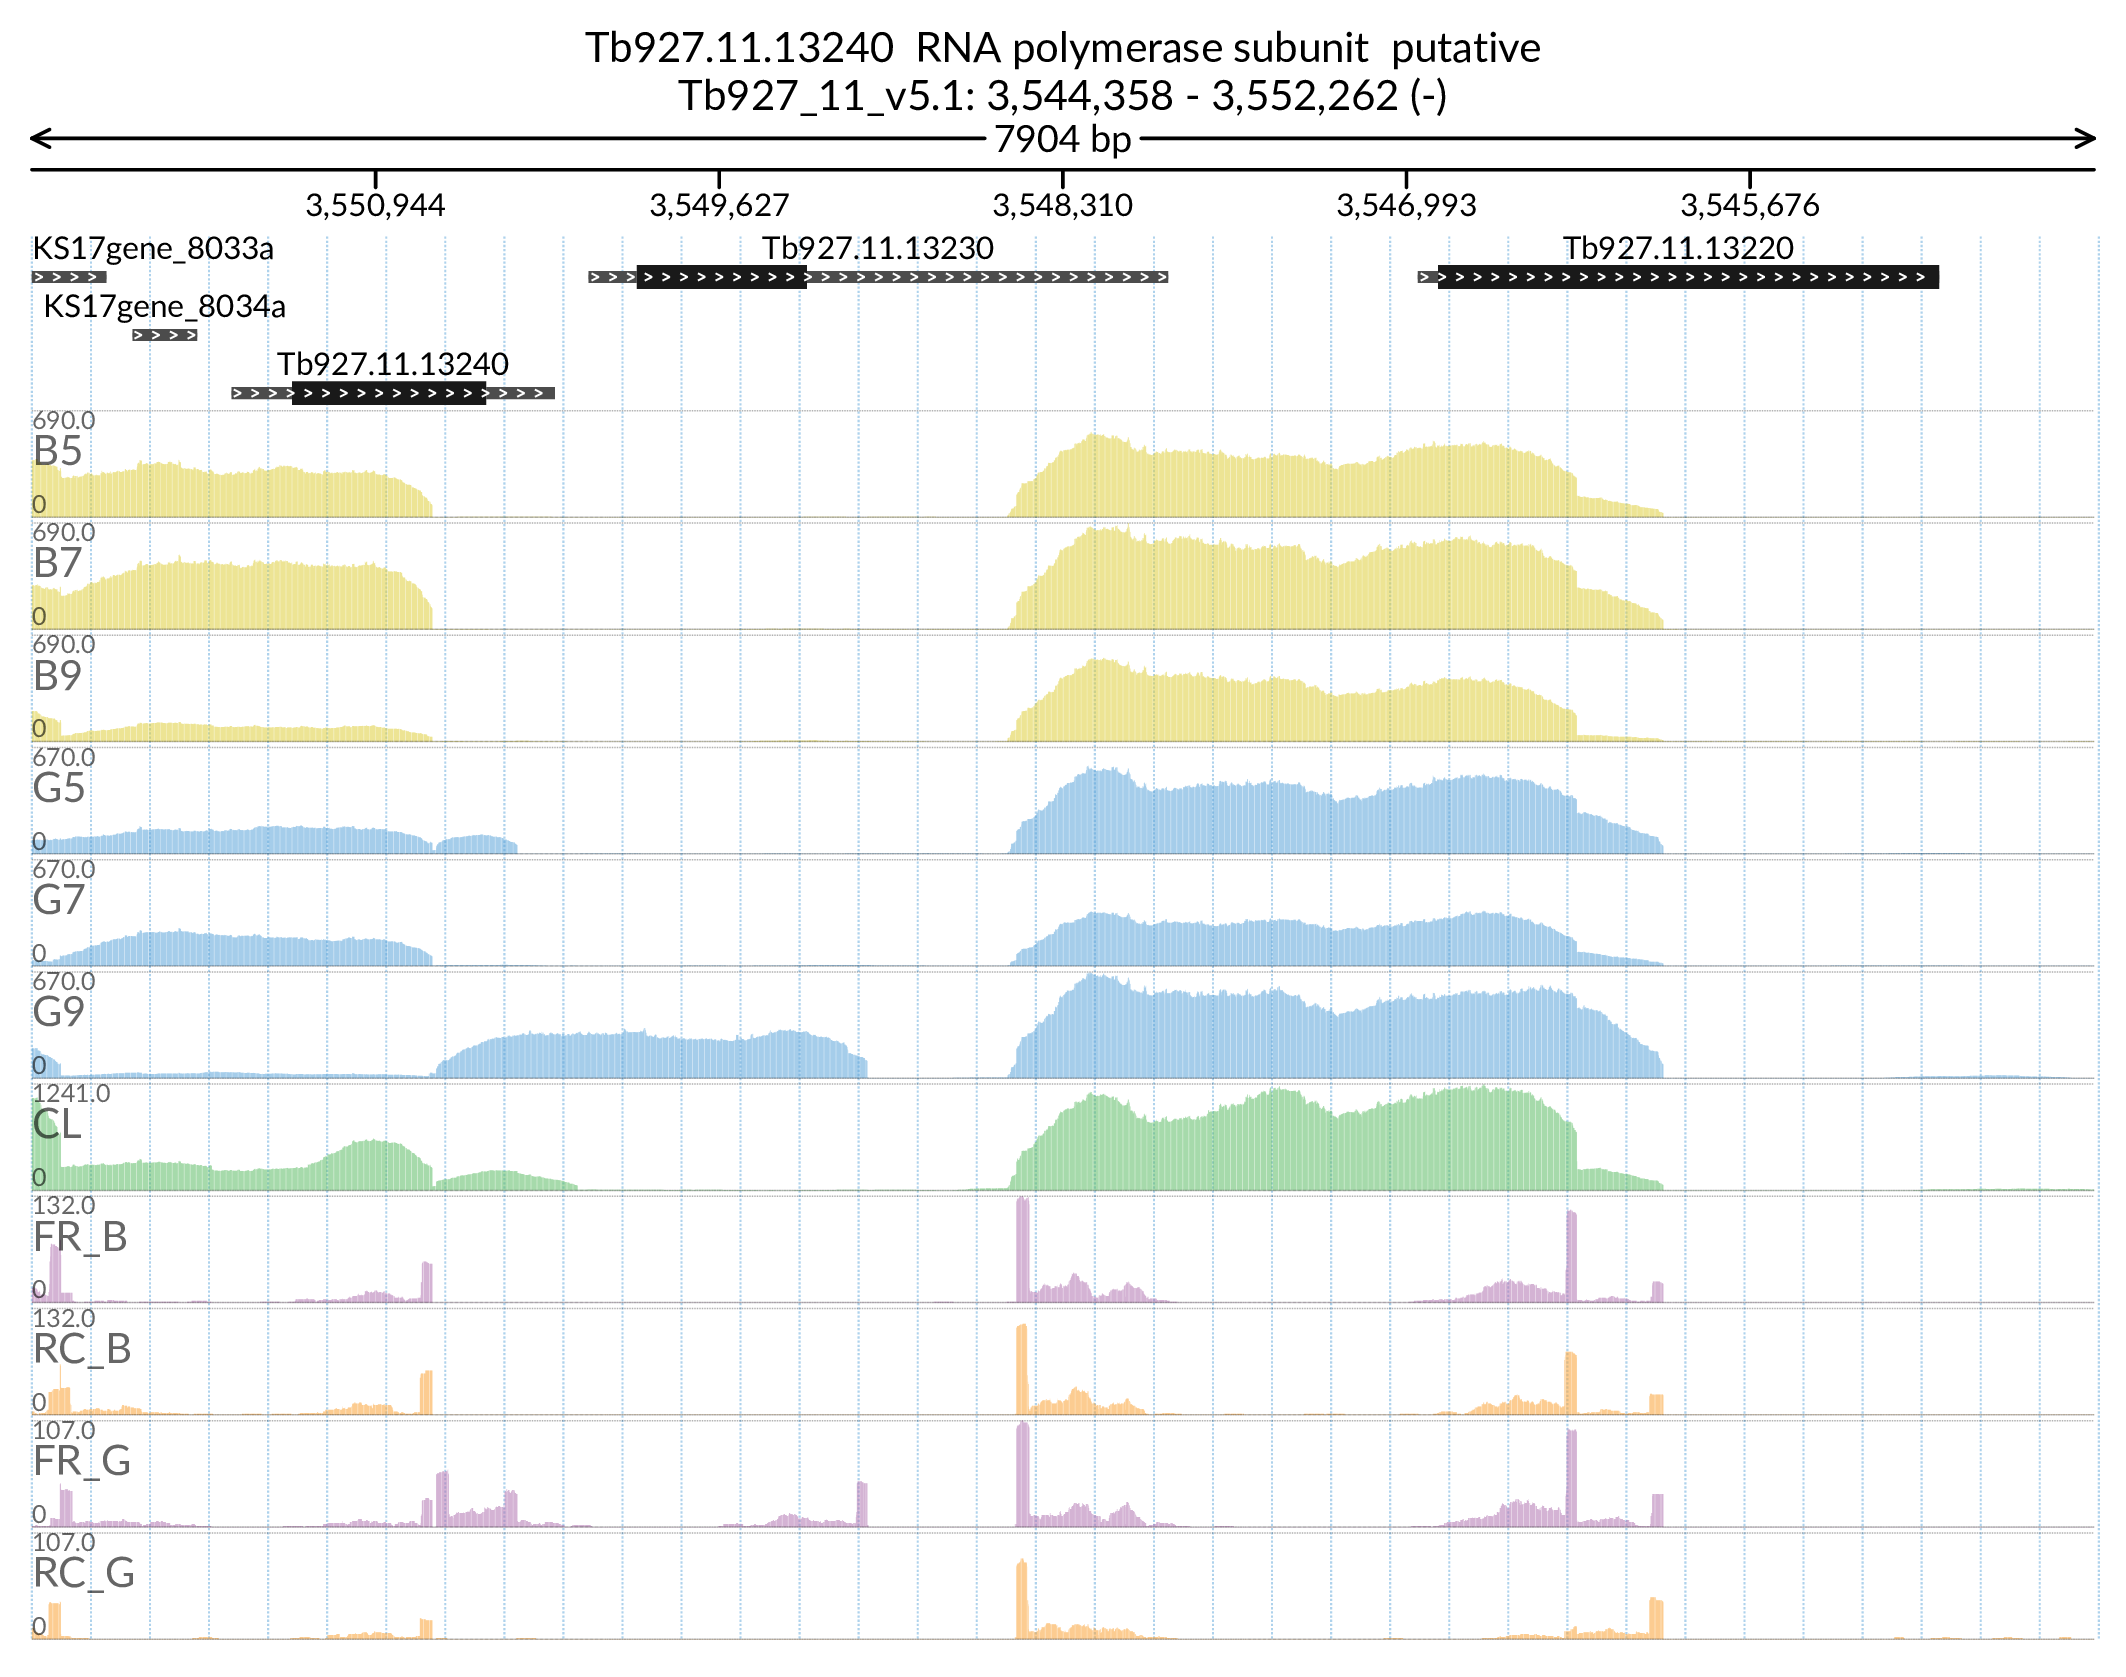 Tb927.11.13240 RNA polymerase subunit putative
Tb927_11_v5.1: 3,544,358 - 3,552,262 (-)
7904 bp
3,550,944 3,549,627 3,548,310 3,546,993 3,545,676
KS17gene_8033a Tb927.11.13230 Tb927.11.13220
KS17gene_8034a
Tb927.11.13240
690.0
B5
0
690.0
B7
0
690.0
B9
0
670.0
G5
0
670.0
G7
0
670.0
G9
0
1241.0
CL
0
132.0
FR_B
0
132.0
RC_B
0
107.0
FR_G
0
107.0
RC_G
0